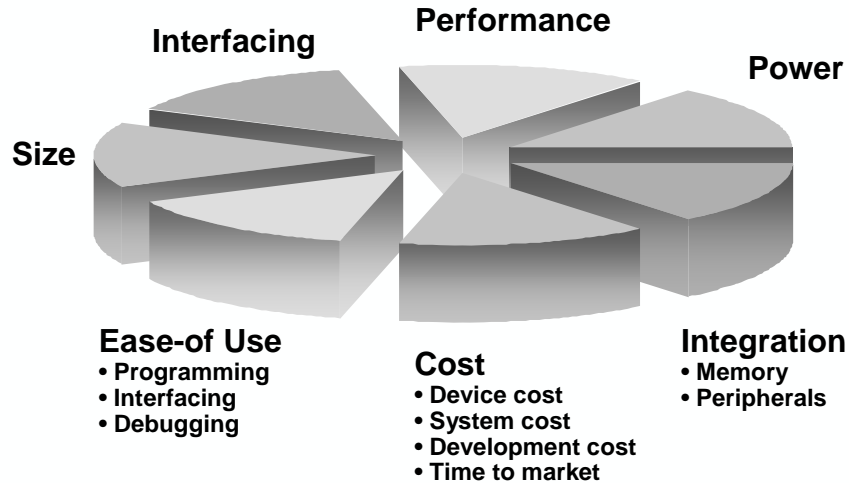 Performance
Interfacing
Power
Size
Ease-of Use
• Programming
• Interfacing
• Debugging
Cost
• Device cost
• System cost
• Development cost
• Time to market
Integration
• Memory
• Peripherals